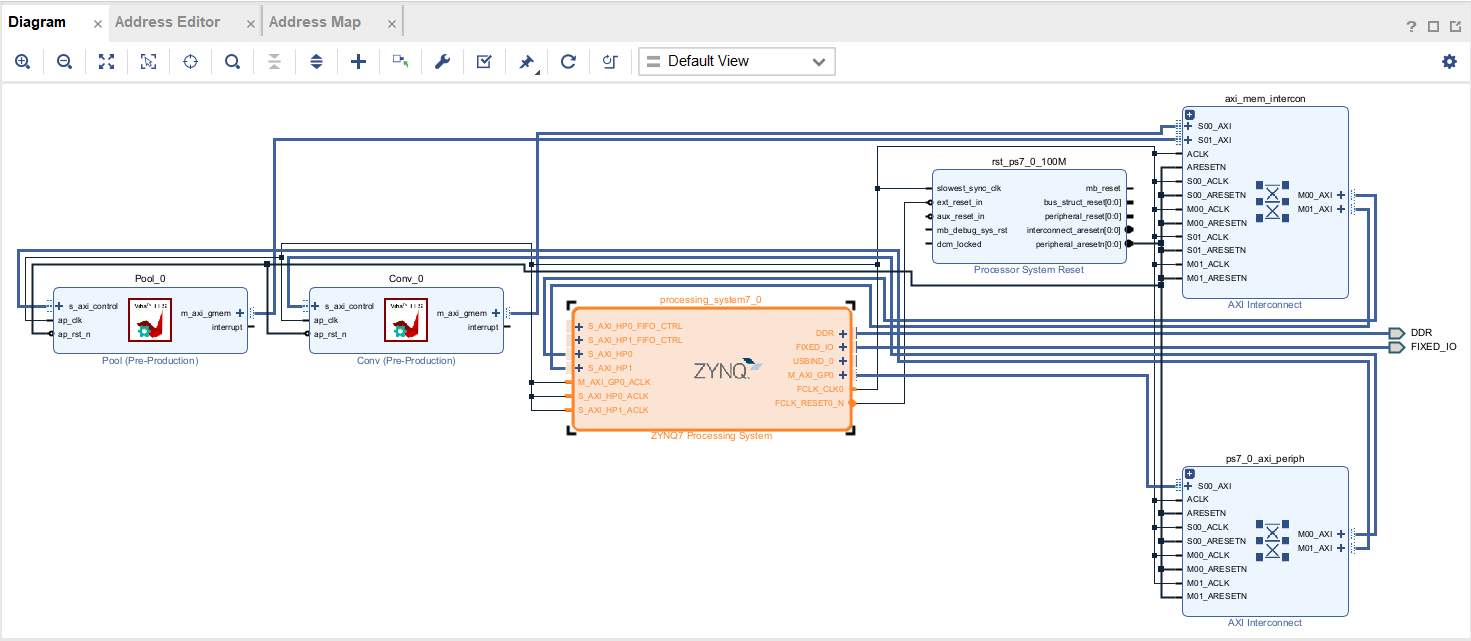 Diagram × Address Editor × Address Map ×
?
Default View
axi_mem_intercon
S00_AXI
S01_AXI
ACLK
ARESETN
S00_ACLK
S00_ARESETN
M00_ACLK
M00_ARESETN
S01_ACLK
S01_ARESETN
M01_ACLK
M01_ARESETN
M00_AXI
M01_AXI
AXI Interconnect
rst_ps7_0_100M
slowest_sync_clk
ext_reset_in
aux_reset_in
mb_debug_sys_rst
dcm_locked
mb_reset
bus_struct_reset[0:0]
peripheral_reset[0:0]
interconnect_aresetn[0:0]
peripheral_aresetn[0:0]
Processor System Reset
Pool_0
s_axi_control
ap_clk
ap_rst_n
m_axi_gmem
interrupt
Pool (Pre-Production)
Conv_0
s_axi_control
ap_clk
ap_rst_n
m_axi_gmem
interrupt
Conv (Pre-Production)
processing_system7_0
S_AXI_HP0_FIFO_CTRL
S_AXI_HP1_FIFO_CTRL
S_AXI_HP0
S_AXI_HP1
M_AXI_GP0_ACLK
S_AXI_HP0_ACLK
S_AXI_HP1_ACLK
ZYNQ
DDR
FIXED_IO
USBIND_0
M_AXI_GP0
FCLK_CLK0
FCLK_RESET0_N
ZYNQ7 Processing System
DDR
FIXED_IO
ps7_0_axi_periph
S00_AXI
ACLK
ARESETN
S00_ACLK
S00_ARESETN
M00_ACLK
M00_ARESETN
M01_ACLK
M01_ARESETN
M00_AXI
M01_AXI
AXI Interconnect